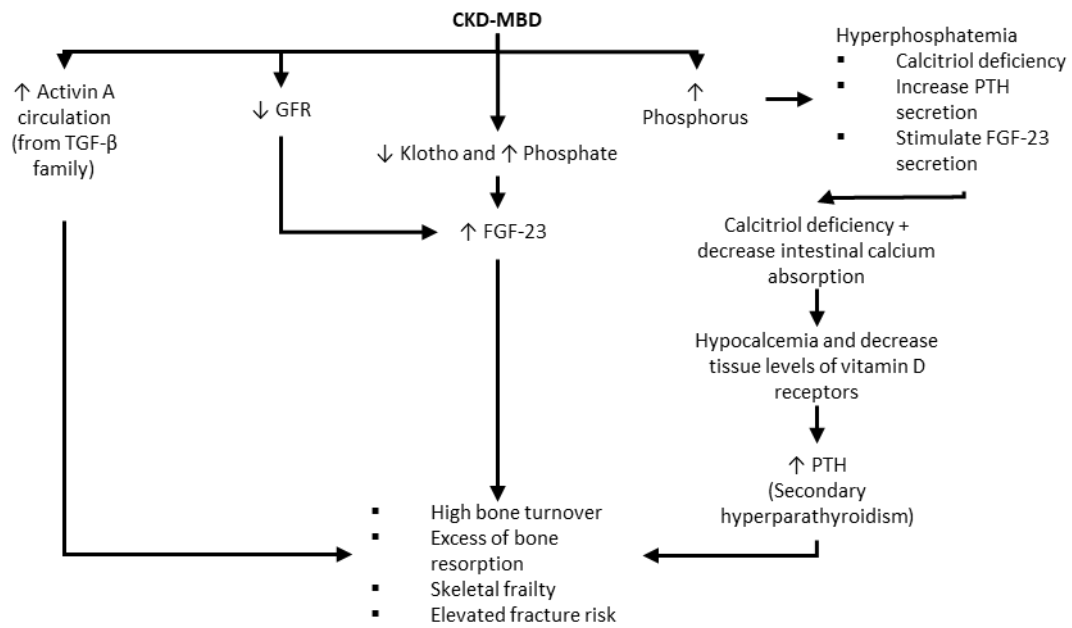 CKD-MBD
↑ Activin A
circulation
(from TGF-β
family)
↓ GFR
↓ Klotho and ↑ Phosphate
↑ FGF-23
↑
Phosphorus
Hyperphosphatemia
▪ Calcitriol deficiency
▪ Increase PTH
secretion
▪ Stimulate FGF-23
secretion
Calcitriol deficiency +
decrease intestinal calcium
absorption
Hypocalcemia and decrease
tissue levels of vitamin D
receptors
↑ PTH
(Secondary
hyperparathyroidism)
▪ High bone turnover
▪ Excess of bone
resorption
▪ Skeletal frailty
▪ Elevated fracture risk